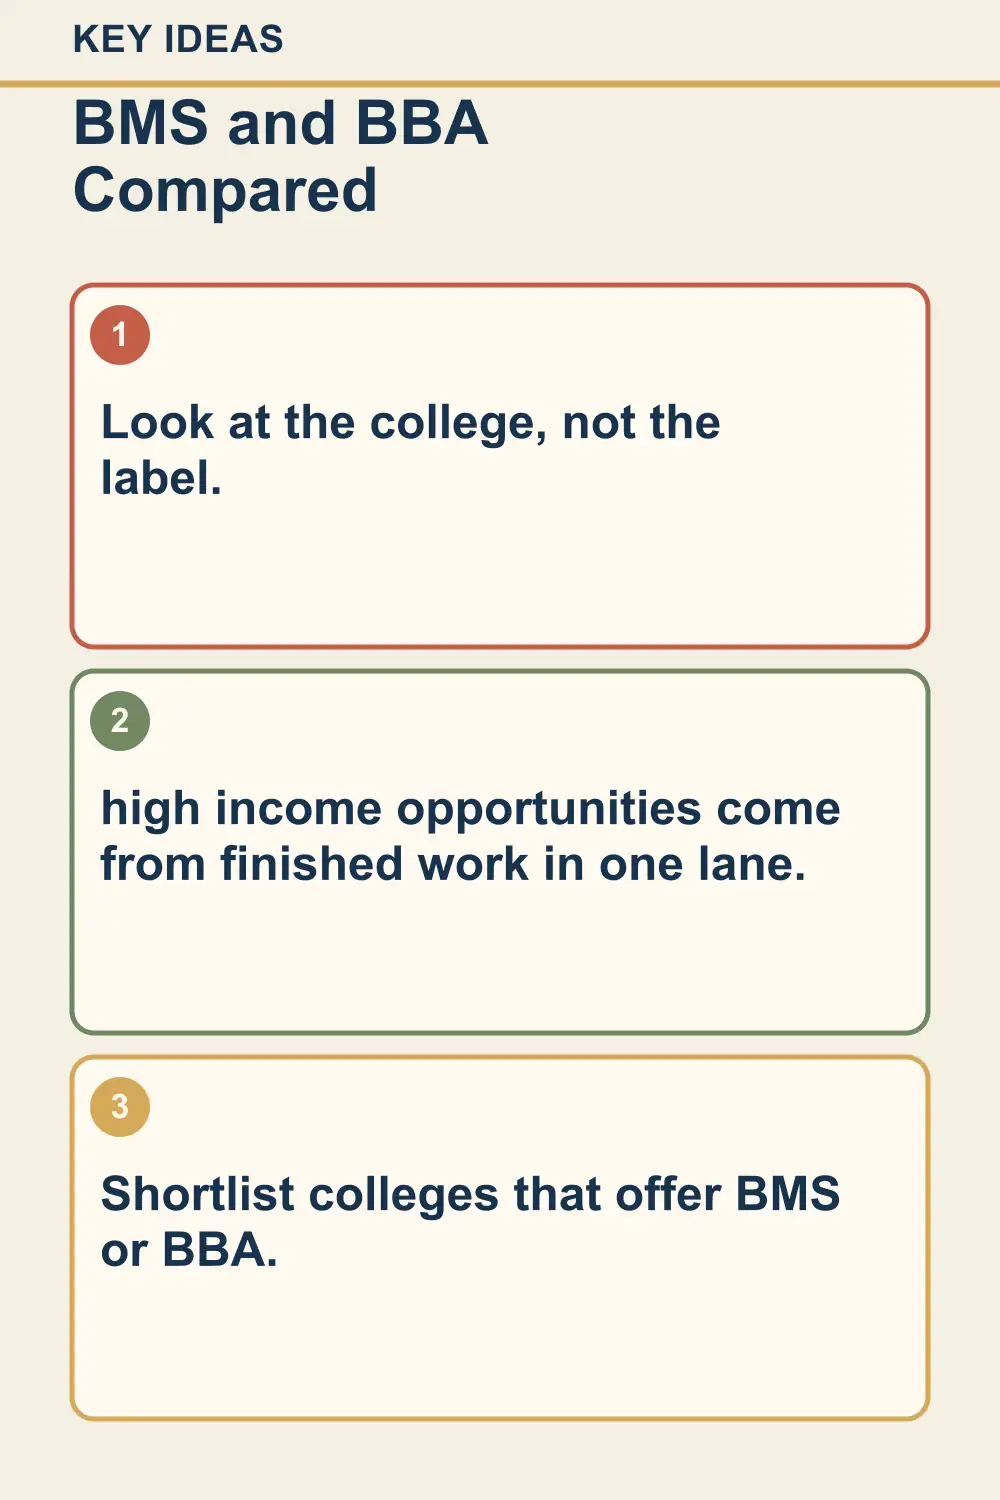 KEY IDEAS
BMS and BBA
Compared
1
Look at the college, not the
label.
2
high income opportunities come
from finished work in one lane.
3
Shortlist colleges that offer BMS
or BBA.